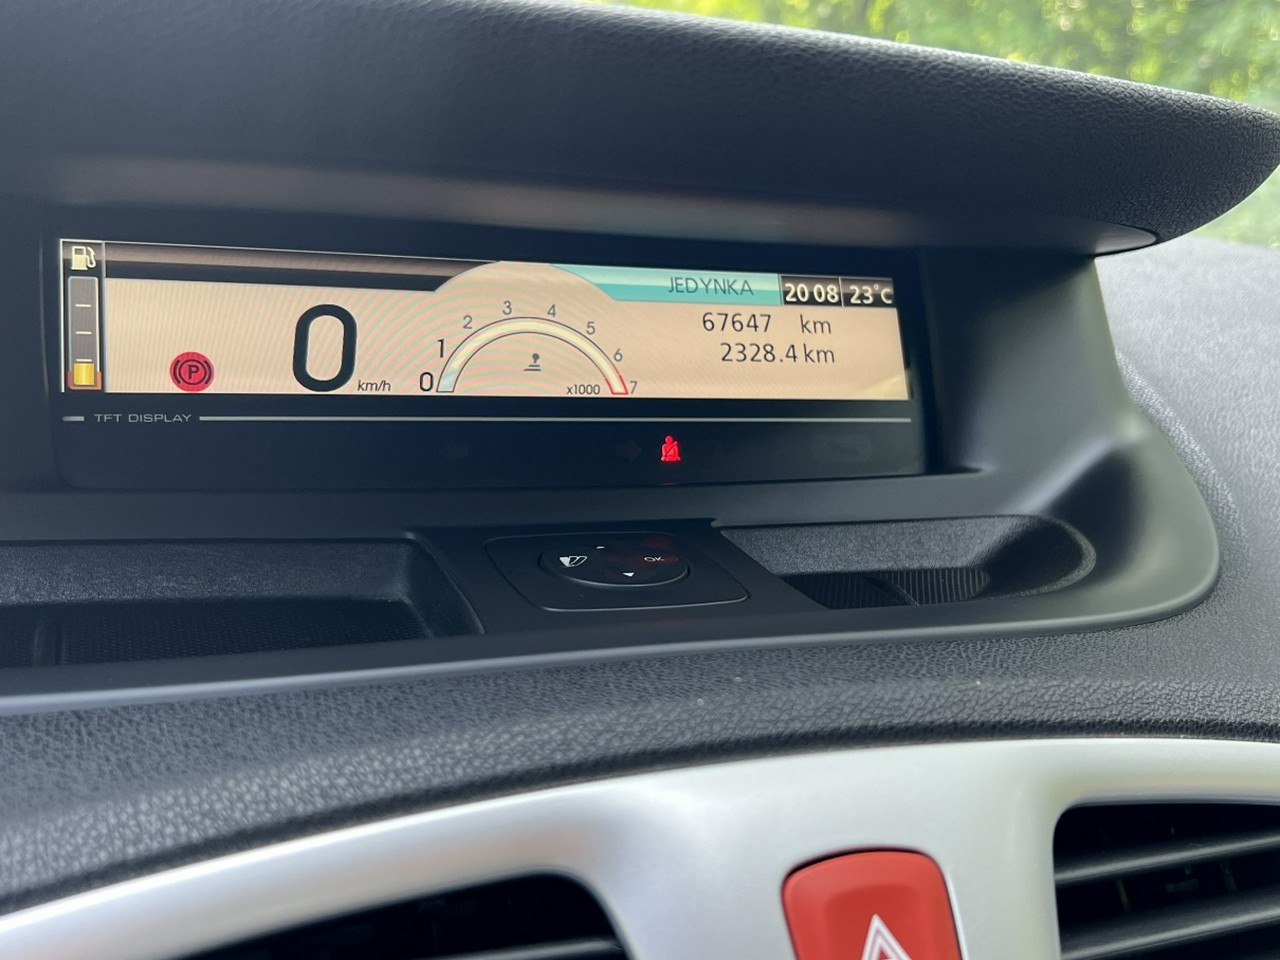 JEDYNKA 20 08 23°C
67647 km
2328.4 km
P
0 km/h
0 1 2 3 4 5 6 7
x1000
TFT DISPLAY
OK